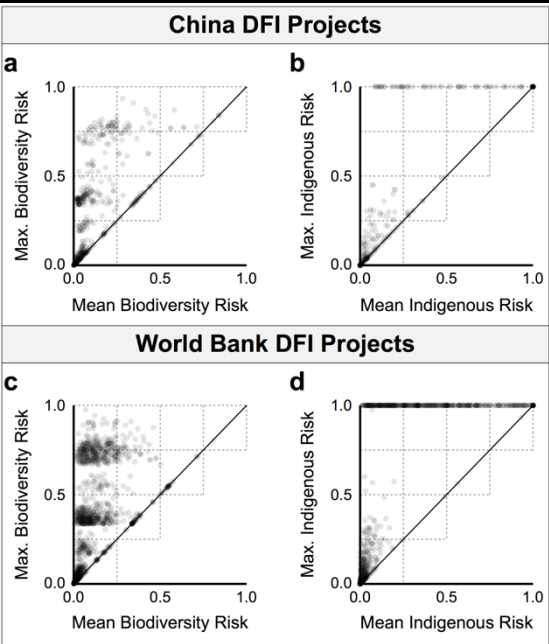 China DFI Projects
a
b
Max. Biodiversity Risk
1.0
0.5
0.0
0.0 0.5 1.0
Mean Biodiversity Risk
Max. Indigenous Risk
1.0
0.5
0.0
0.0 0.5 1.0
Mean Indigenous Risk
World Bank DFI Projects
c
d
Max. Biodiversity Risk
1.0
0.5
0.0
0.0 0.5 1.0
Mean Biodiversity Risk
Max. Indigenous Risk
1.0
0.5
0.0
0.0 0.5 1.0
Mean Indigenous Risk